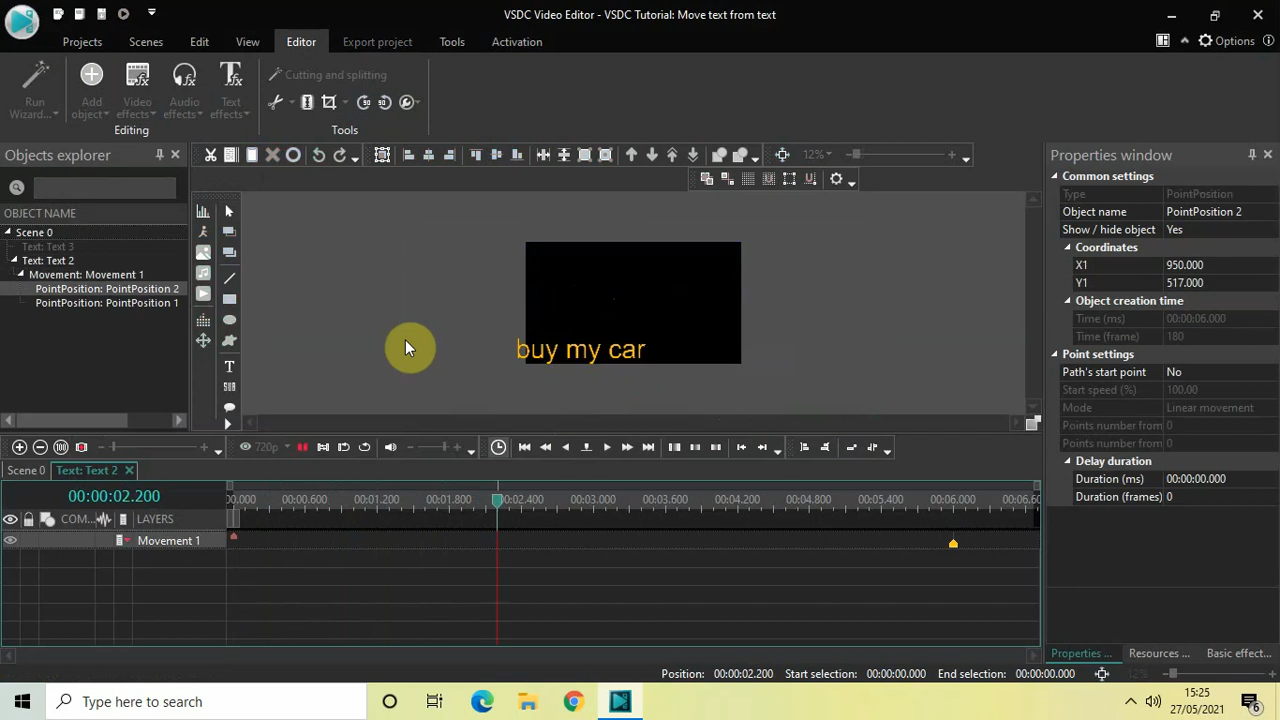 VSDC Video Editor - VSDC Tutorial: Move text from text
Projects Scenes Edit View Editor Export project Tools Activation Options
Cutting and splitting
Run Wizard... Add object Video effects Audio effects Text effects
Editing Tools
Objects explorer
12%
Properties window
OBJECT NAME
Scene 0
Text: Text 3
Text: Text 2
Movement: Movement 1
PointPosition: PointPosition 2
PointPosition: PointPosition 1
buy my car
Common settings
Type PointPosition
Object name PointPosition 2
Show / hide object Yes
Coordinates
X1 950.000
Y1 517.000
Object creation time
Time (ms) 00:00:06.000
Time (frame) 180
Point settings
Path's start point No
Start speed (%) 100.00
Mode Linear movement
Points number from 0
Points number from 0
Delay duration
Duration (ms) 00:00:00.000
Duration (frames) 0
720p
Scene 0 Text: Text 2
00:00:02.200
0.000 00:00.600 00:01.200 00:01.800 00:02.400 00:03.000 00:03.600 00:04.200 00:04.800 00:05.400 00:06.000 00:06.60
COM... LAYERS
Movement 1
Properties ... Resources ... Basic effect...
Position: 00:00:02.200 Start selection: 00:00:00.000 End selection: 00:00:00.000 12%
Type here to search
15:25
27/05/2021
6